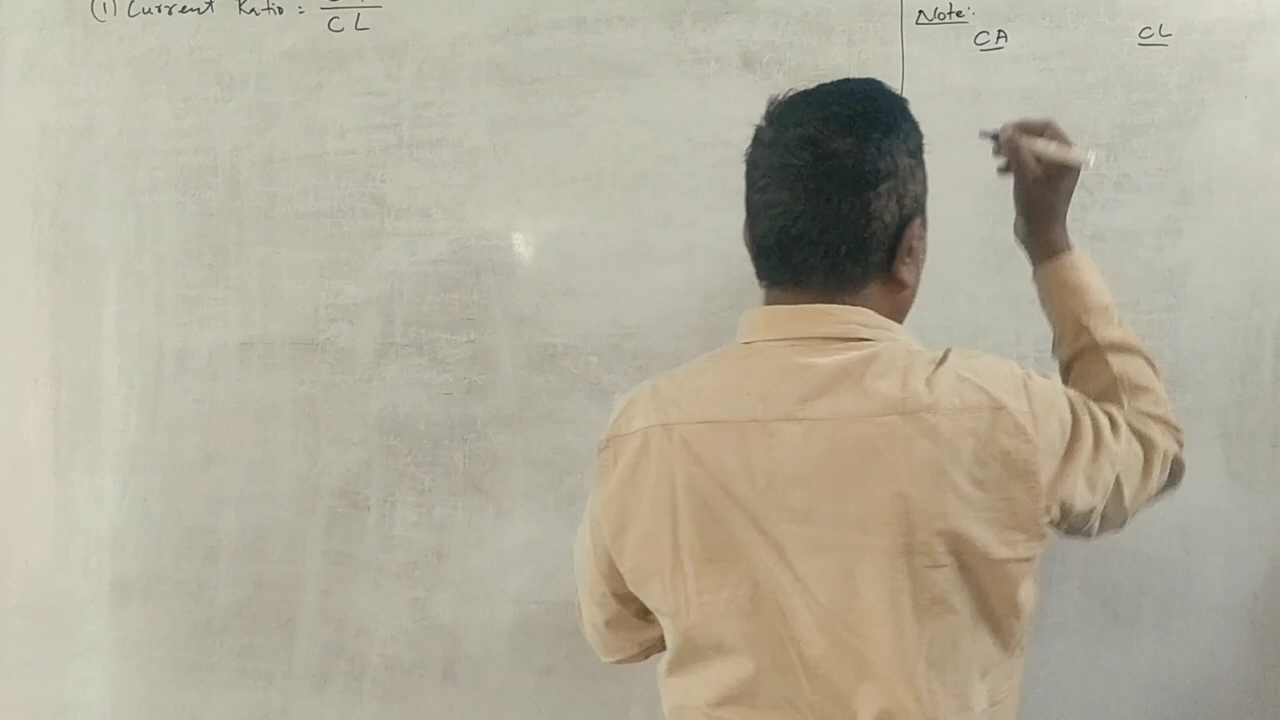 (1) Current Ratio =
CL
Note:
CA CL